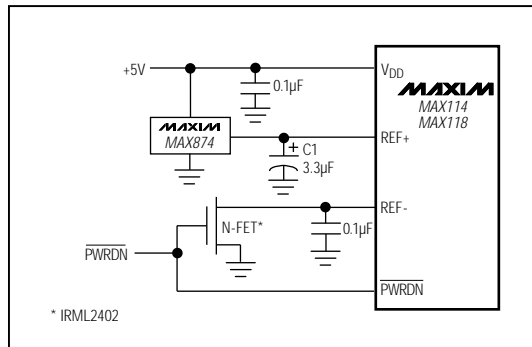 +5V
0.1µF
VDD
MAXIM
MAX114
MAX118
MAXIM
MAX874
REF+
+
C1
3.3µF
REF-
N-FET*
0.1µF
PWRDN
PWRDN
* IRML2402